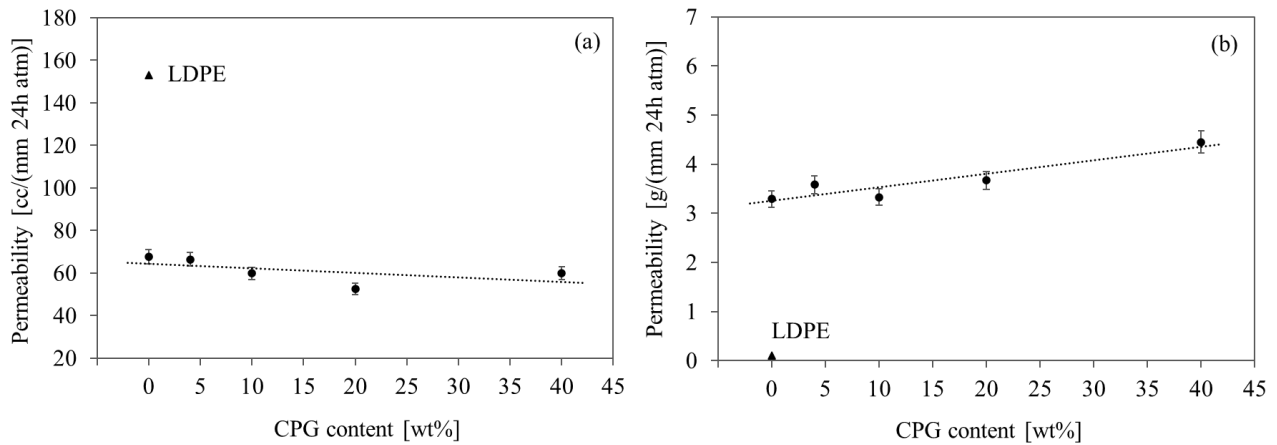 (a)
Permeability [cc/(mm 24h atm)]
180
160
140
120
100
80
60
40
20
LDPE
0 5 10 15 20 25 30 35 40 45
CPG content [wt%]
(b)
Permeability [g/(mm 24h atm)]
7
6
5
4
3
2
1
0
LDPE
0 5 10 15 20 25 30 35 40 45
CPG content [wt%]